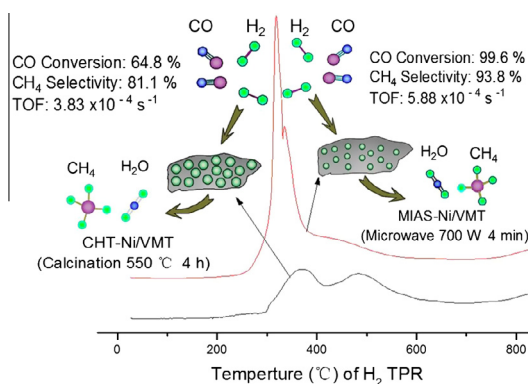 CO H₂ H₂ CO
CO Conversion: 64.8 %
CH₄ Selectivity: 81.1 %
TOF: 3.83 x10⁻⁴ s⁻¹
CO Conversion: 99.6 %
CH₄ Selectivity: 93.8 %
TOF: 5.88 x10⁻⁴ s⁻¹
CH₄ H₂O
CHT-Ni/VMT
(Calcination 550 ℃ 4 h)
H₂O CH₄
MIAS-Ni/VMT
(Microwave 700 W 4 min)
0 200 400 600 800
Temperture (℃) of H₂ TPR